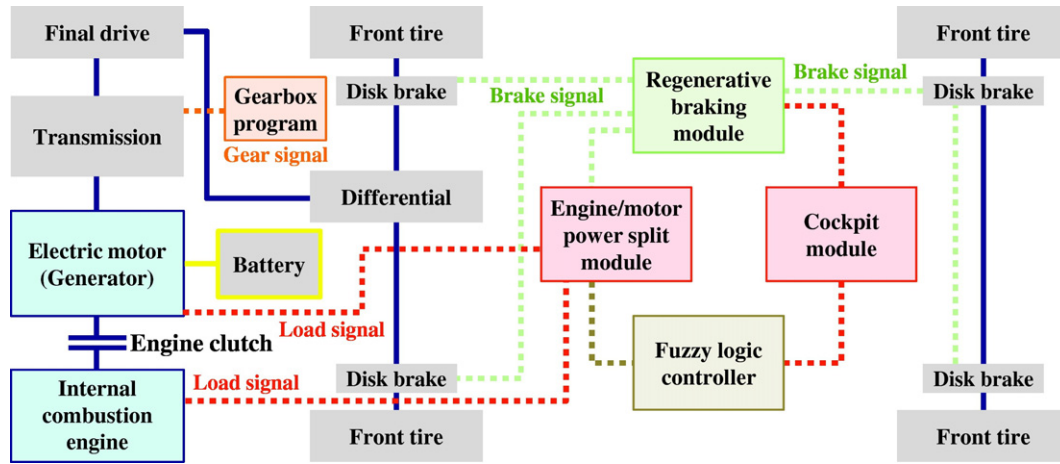 Final drive
Front tire
Front tire
Disk brake
Brake signal
Regenerative
braking
module
Brake signal
Disk brake
Gearbox
program
Gear signal
Transmission
Differential
Engine/motor
power split
module
Cockpit
module
Electric motor
(Generator)
Battery
Load signal
Engine clutch
Fuzzy logic
controller
Load signal
Disk brake
Disk brake
Internal
combustion
engine
Front tire
Front tire